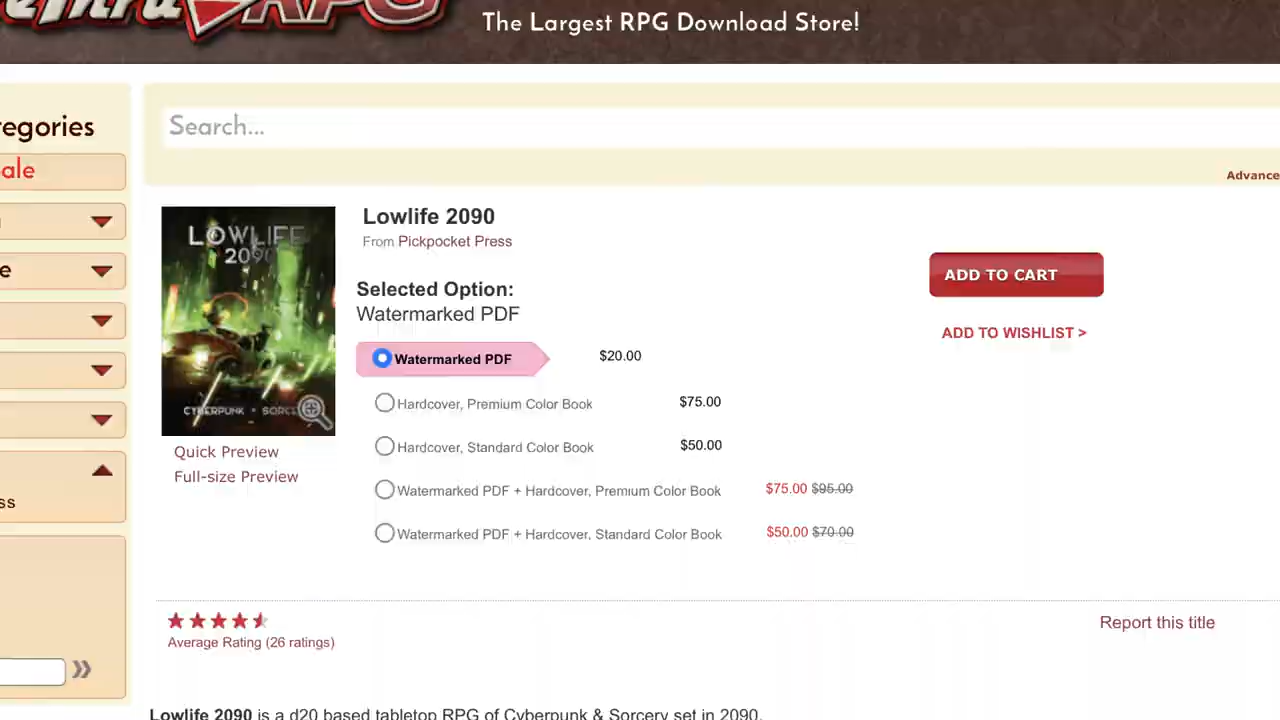 The Largest RPG Download Store!
Search...
Advance
LOWLIFE
2090
CYBERPUNK • SORC
Quick Preview
Full-size Preview
Lowlife 2090
From Pickpocket Press
Selected Option:
Watermarked PDF
Watermarked PDF $20.00
Hardcover, Premium Color Book $75.00
Hardcover, Standard Color Book $50.00
Watermarked PDF + Hardcover, Premium Color Book $75.00 $95.00
Watermarked PDF + Hardcover, Standard Color Book $50.00 $70.00
ADD TO CART
ADD TO WISHLIST >
Average Rating (26 ratings)
Report this title
Lowlife 2090 is a d20 based tabletop RPG of Cyberpunk & Sorcery set in 2090.